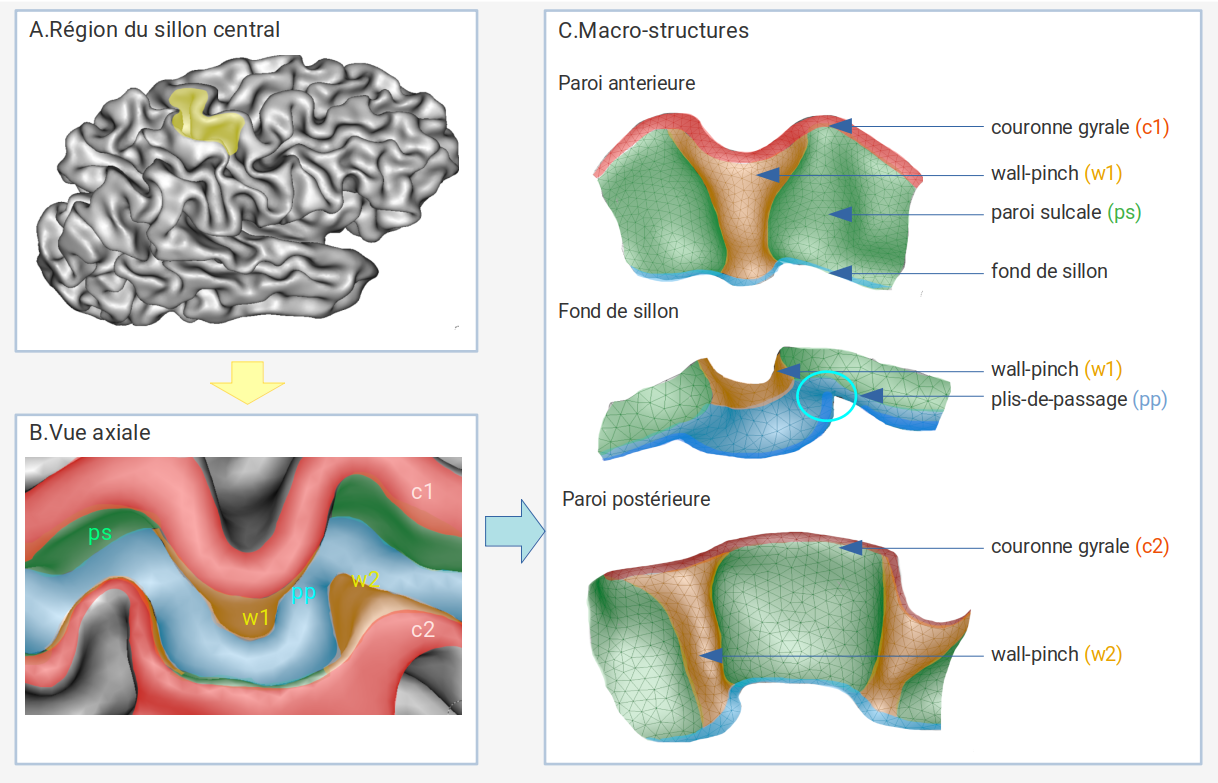 A.Région du sillon central
B.Vue axiale
c1
ps
w2
pp
w1
c2
C.Macro-structures
Paroi anterieure
couronne gyrale (c1)
wall-pinch (w1)
paroi sulcale (ps)
fond de sillon
Fond de sillon
wall-pinch (w1)
plis-de-passage (pp)
Paroi postérieure
couronne gyrale (c2)
wall-pinch (w2)